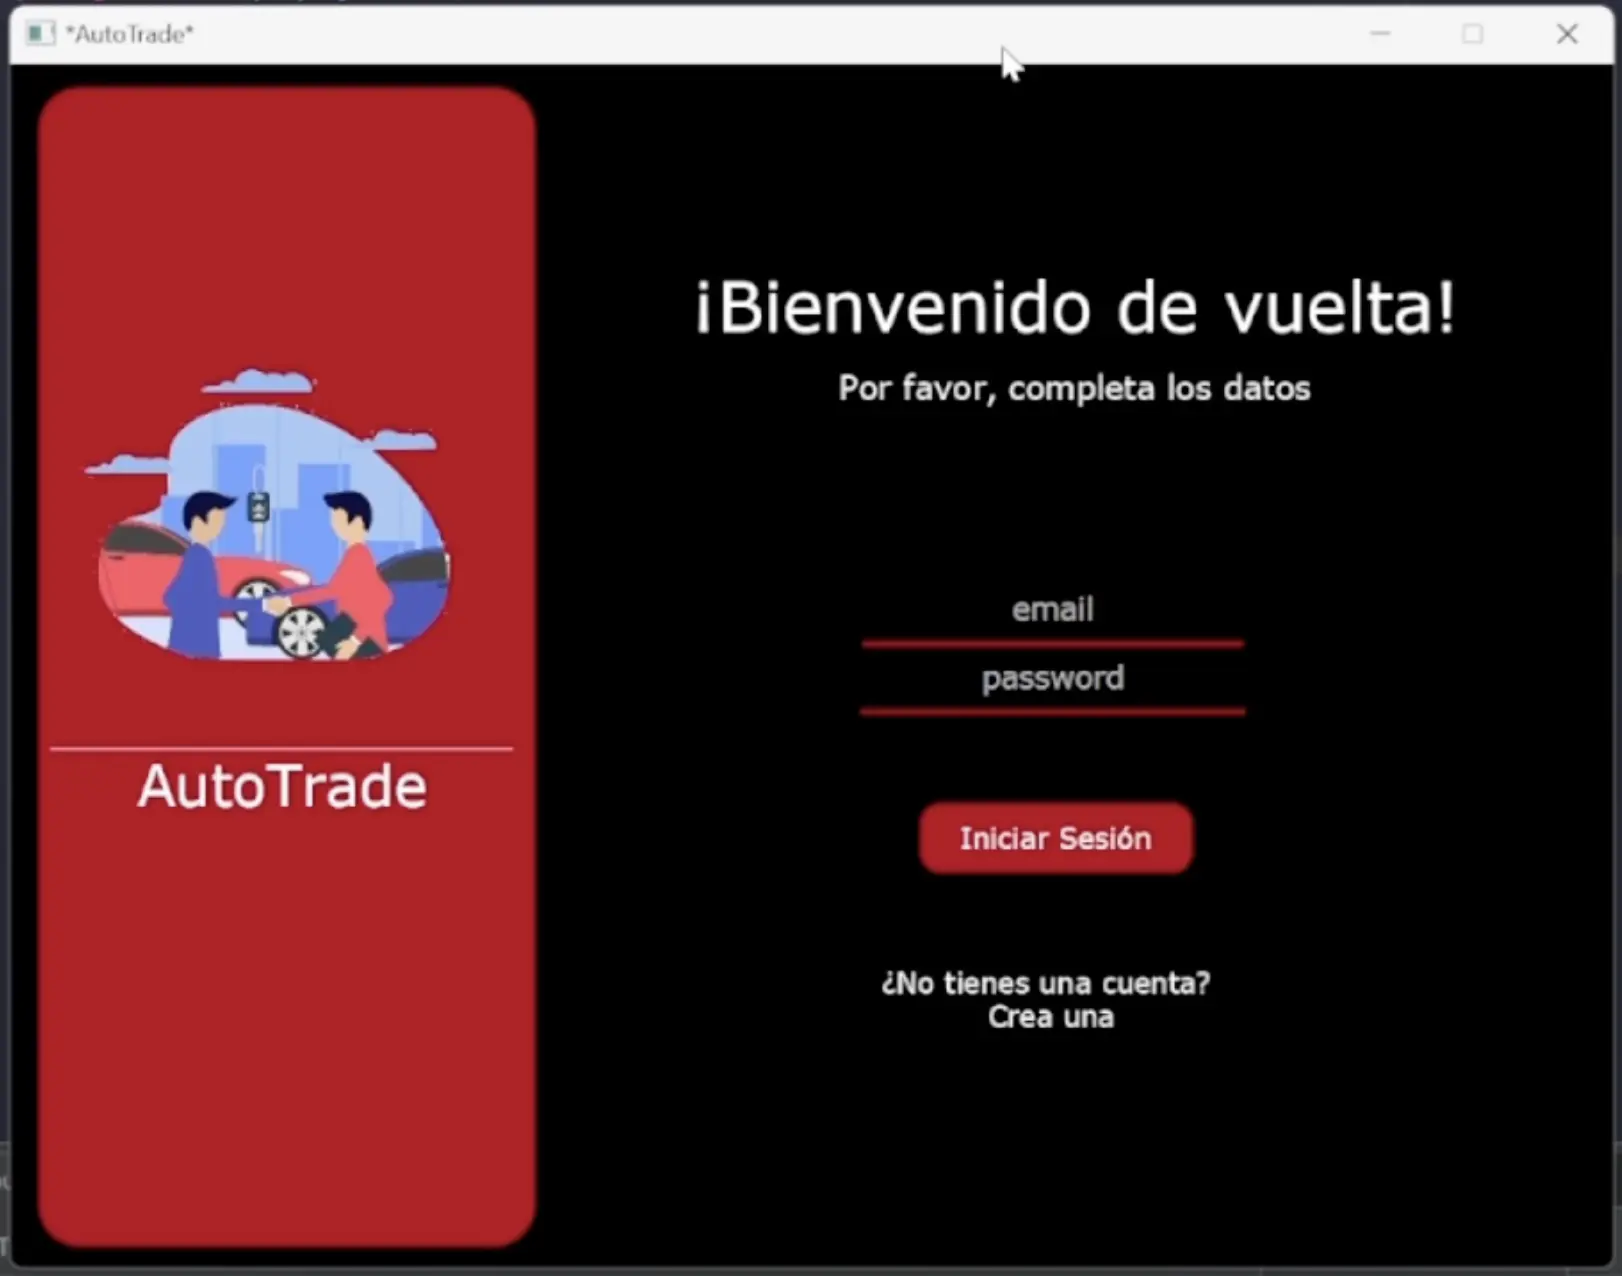 *AutoTrade*
¡Bienvenido de vuelta!
Por favor, completa los datos
email
password
AutoTrade
Iniciar Sesión
¿No tienes una cuenta?
Crea una